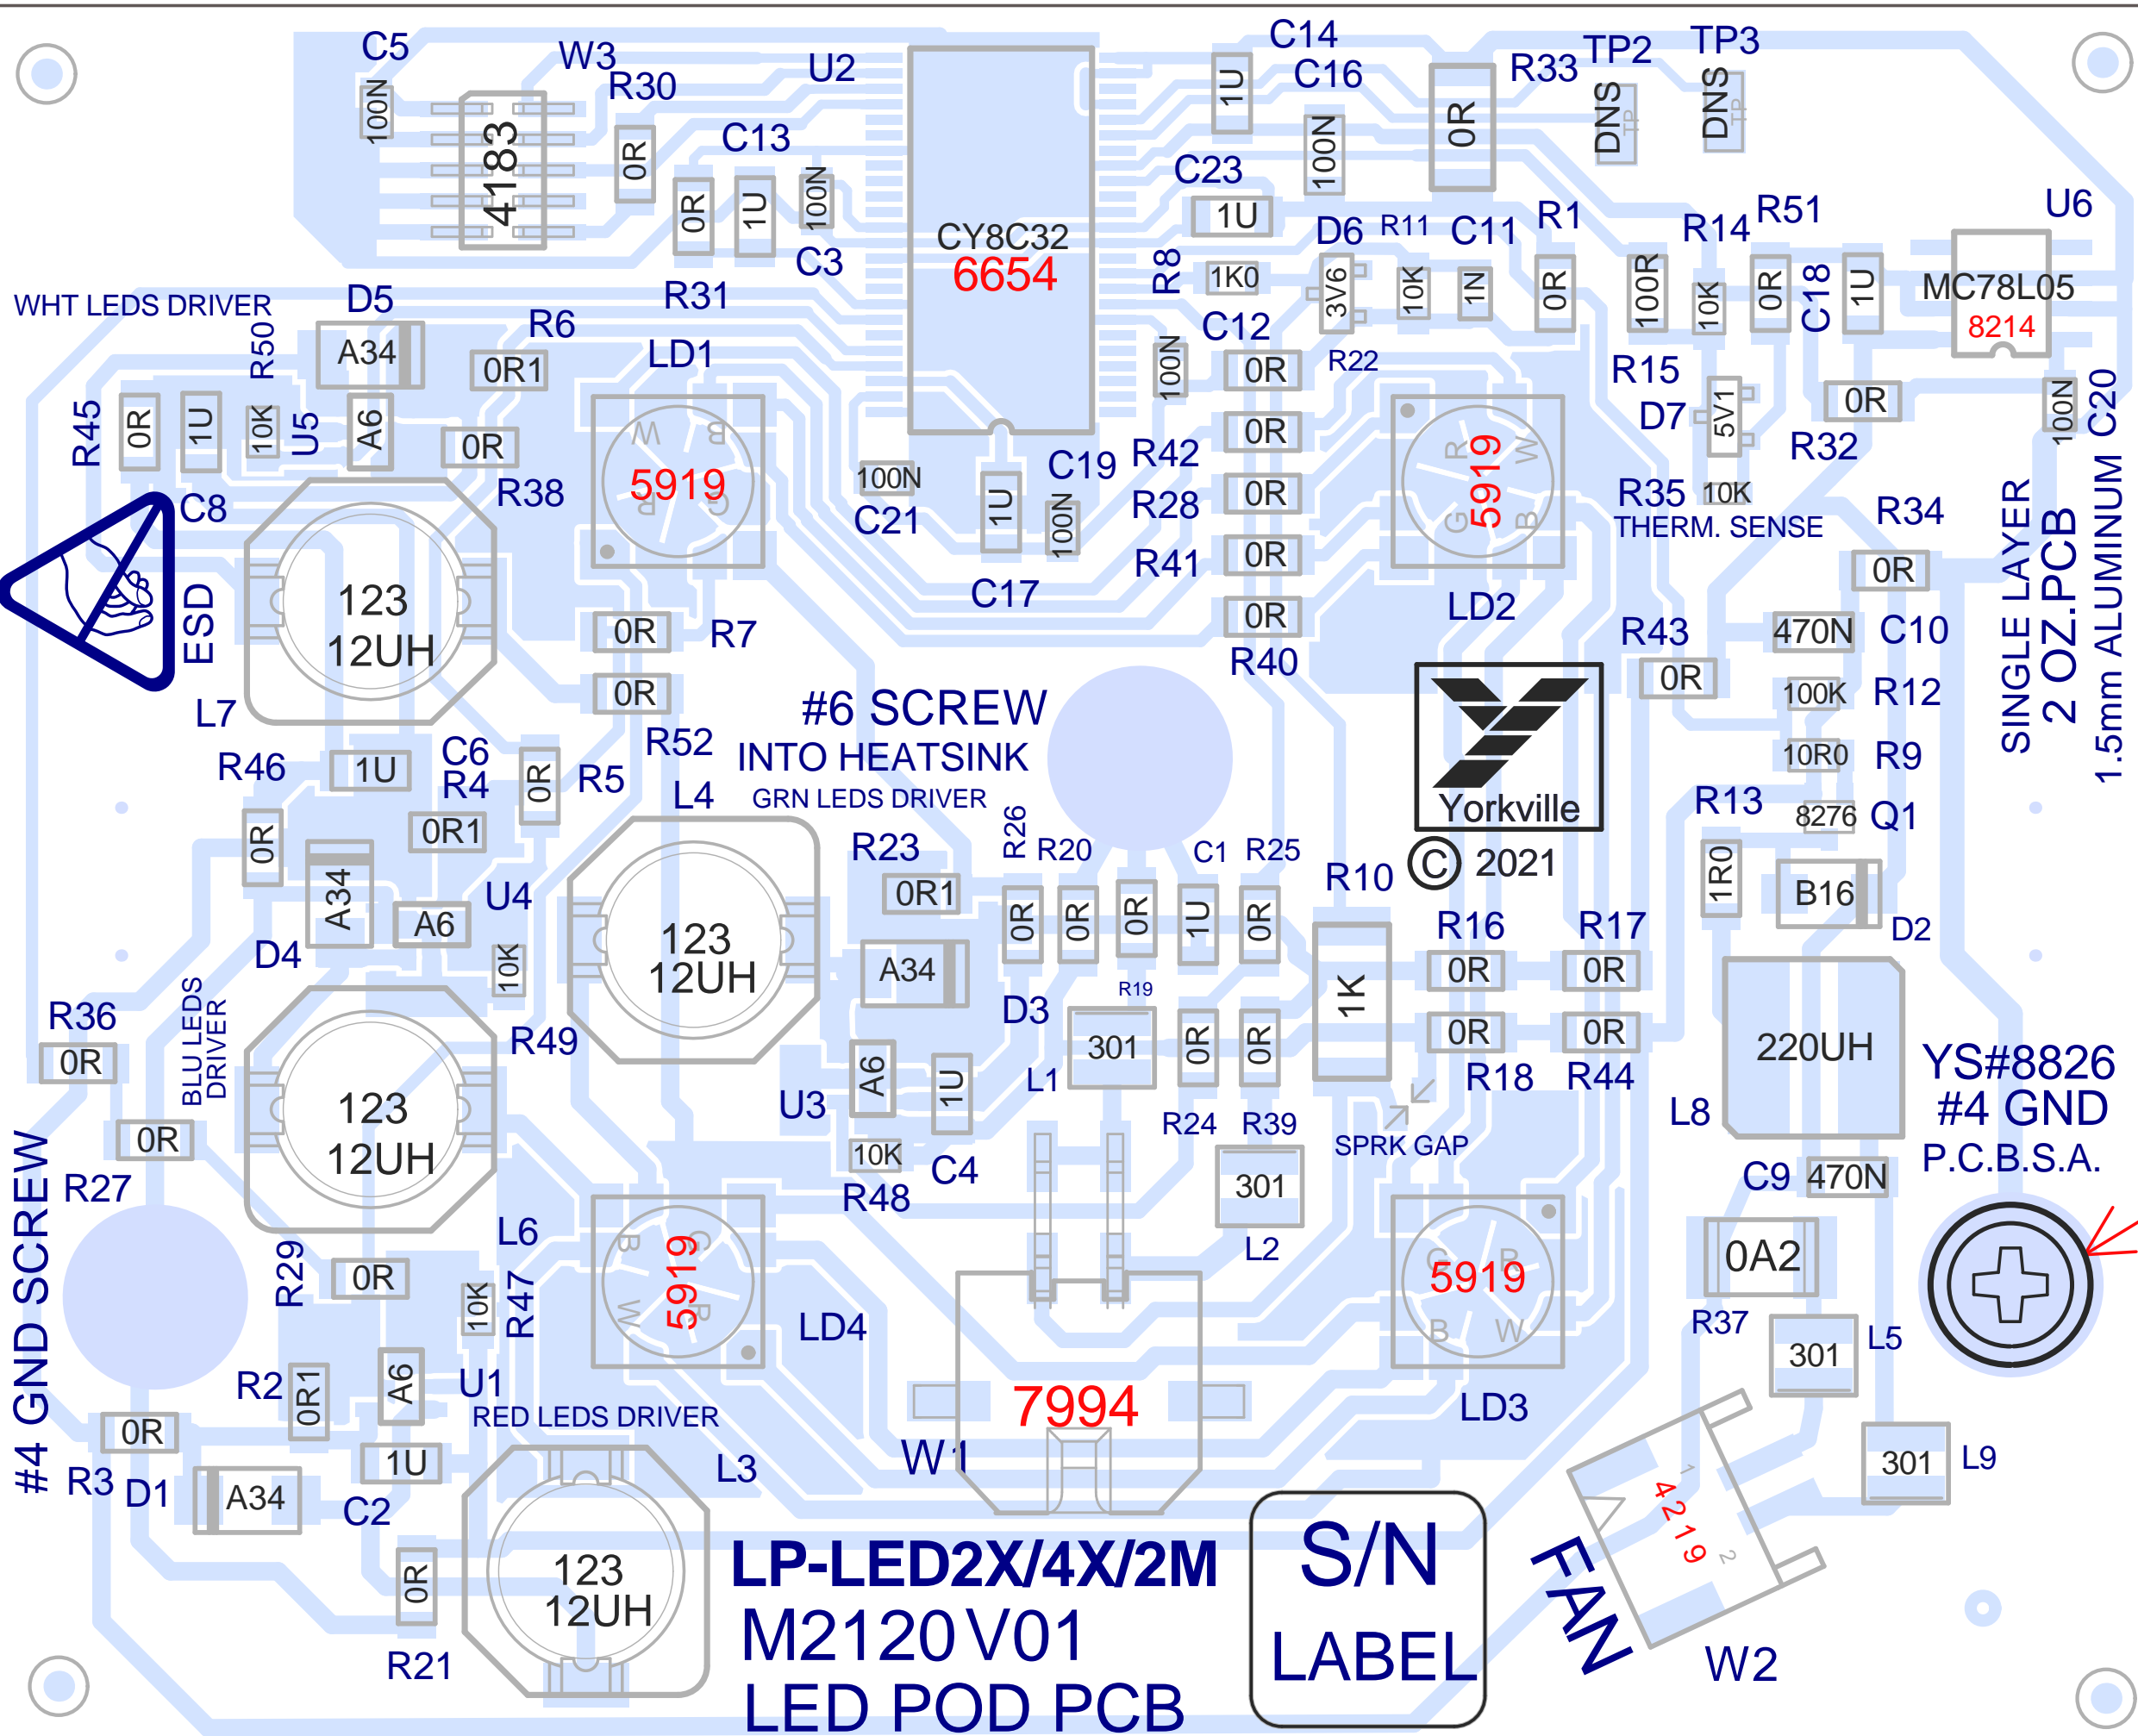 C5
W3
R30
U2
C14
C16
R33
TP2
TP3
100N
4183
0R
C13
1U
100N
0R
DNS
TP
DNS
TP
0R
1U
100N
C3
CY8C32
6654
C23
1U
R8
1K0
D6
3V6
R11
10K
C11
1N
R1
0R
100R
R14
10K
R51
0R
C18
1U
U6
MC78L05
8214
WHT LEDS DRIVER
D5
R31
R50
A34
R6
0R1
LD1
C12
100N
0R
R22
R15
D7
5V1
R32
0R
100N
C20
R45
0R
1U
10K
U5
A6
0R
R38
C8
W
B
R
G
5919
100N
C21
1U
C19
100N
C17
R42
0R
R28
0R
R41
0R
0R
R40
R
W
G
B
5919
LD2
R35
10K
THERM. SENSE
R34
0R
SINGLE LAYER
2 OZ.PCB
1.5mm ALUMINUM
ESD
123
12UH
L7
0R
R7
0R
R52
R43
0R
470N
C10
100K
R12
10R0
R9
8276
Q1
#6 SCREW
INTO HEATSINK
GRN LEDS DRIVER
Yorkville
© 2021
R46
1U
C6
R4
0R1
0R
R5
L4
0R
A34
D4
A6
U4
10K
R49
123
12UH
R23
0R1
R26
R20
C1
R25
0R
0R
0R
1U
0R
A34
D3
R19
R10
1K
R16
0R
R17
0R
R13
1R0
B16
D2
R36
0R
BLU LEDS
DRIVER
123
12UH
L6
U3
A6
1U
10K
R48
C4
L1
301
0R
R24
0R
R39
0R
R18
0R
R44
SPRK GAP
220UH
L8
YS#8826
#4 GND
P.C.B.S.A.
0R
R27
#4 GND SCREW
R29
0R
10K
R47
301
L2
C9
470N
0A2
R37
301
L5
B
G
W
R
5919
LD4
G
R
B
W
5919
LD3
R2
0R1
A6
U1
RED LEDS DRIVER
0R
R3
D1
A34
1U
C2
L3
W1
7994
301
L9
0R
R21
123
12UH
LP-LED2X/4X/2M
M2120 V01
LED POD PCB
S/N
LABEL
FAN
1
4219
2
W2